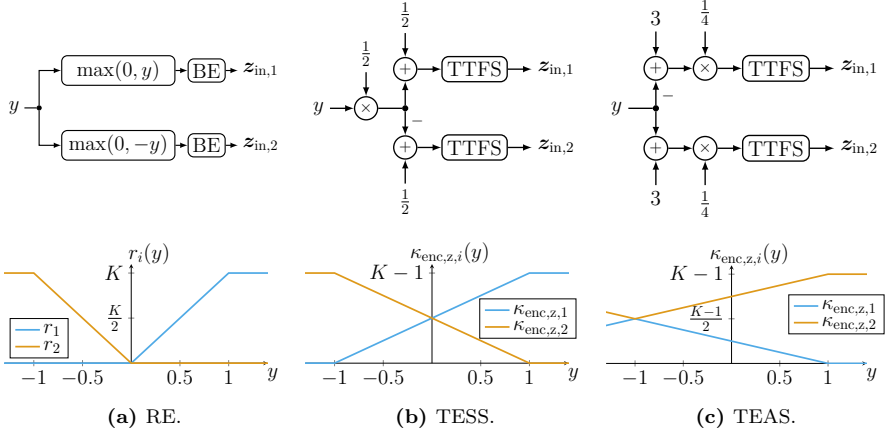 max(0, y) BE z_in,1
y
max(0, −y) BE z_in,2
1/2
1/2
+ TTFS z_in,1
y ×
−
+ TTFS z_in,2
1/2
3 1/4
+ × TTFS z_in,1
y −
+ × TTFS z_in,2
3 1/4
r_i(y)
K
K/2
r_1
r_2
−1 −0.5 0 0.5 1 y
(a) RE.
κ_enc,z,i(y)
K − 1
κ_enc,z,1
κ_enc,z,2
−1 −0.5 0 0.5 1 y
(b) TESS.
κ_enc,z,i(y)
K − 1
K−1/2
κ_enc,z,1
κ_enc,z,2
−1 −0.5 0 0.5 1 y
(c) TEAS.